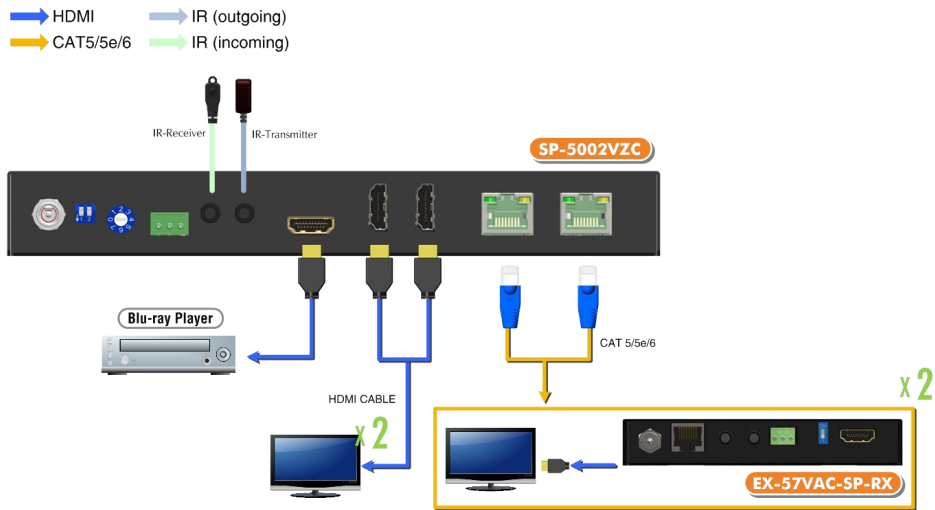 HDMI
IR (outgoing)
CAT5/5e/6
IR (incoming)
IR-Receiver
IR-Transmitter
SP-5002VZC
Blu-ray Player
CAT 5/5e/6
HDMI CABLE
x 2
x 2
EX-57VAC-SP-RX